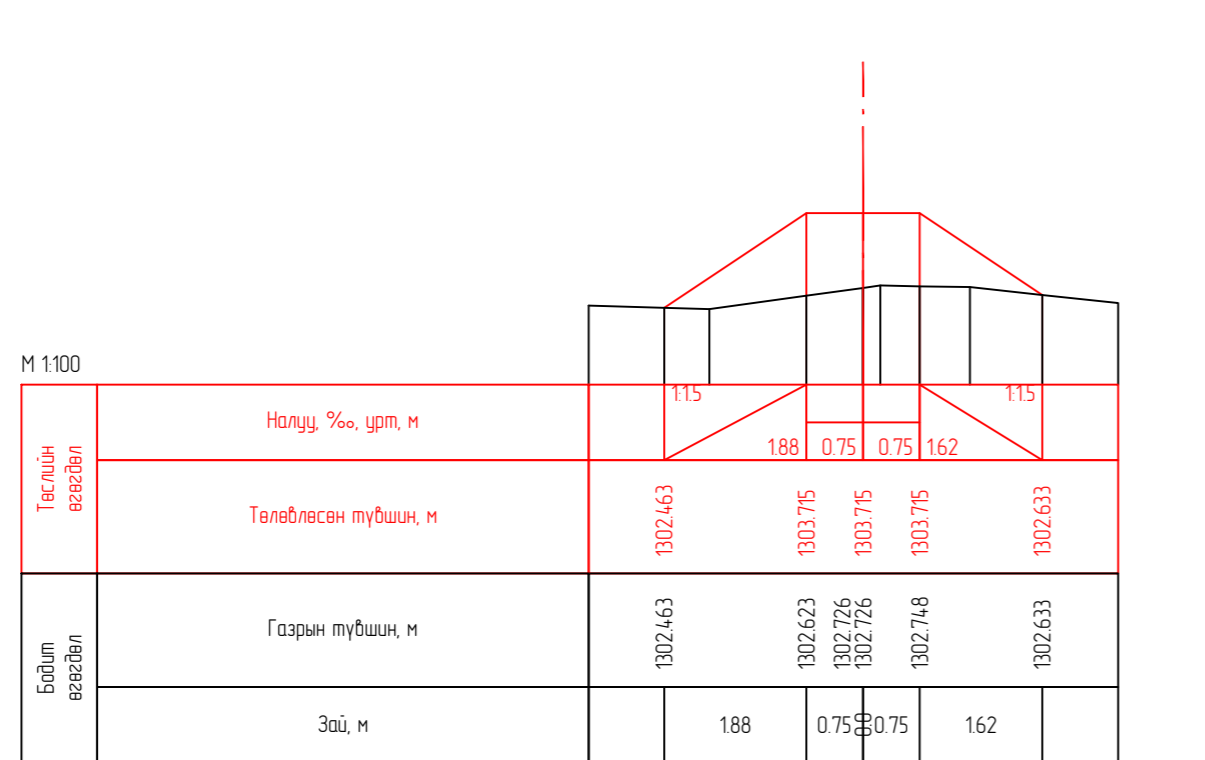 М 1:100
Төслийн
өгөгдөл
Налуу, ‰, урт, м
1:1.5
1:1.5
1.88
0.75
0.75
1.62
Төлөвлөсөн түвшин, м
1302.463
1303.715
1303.715
1303.715
1302.633
Бодит
өгөгдөл
Газрын түвшин, м
1302.463
1302.623
1302.726
1302.726
1302.748
1302.633
Зай, м
1.88
0.75
0.0
0.75
1.62